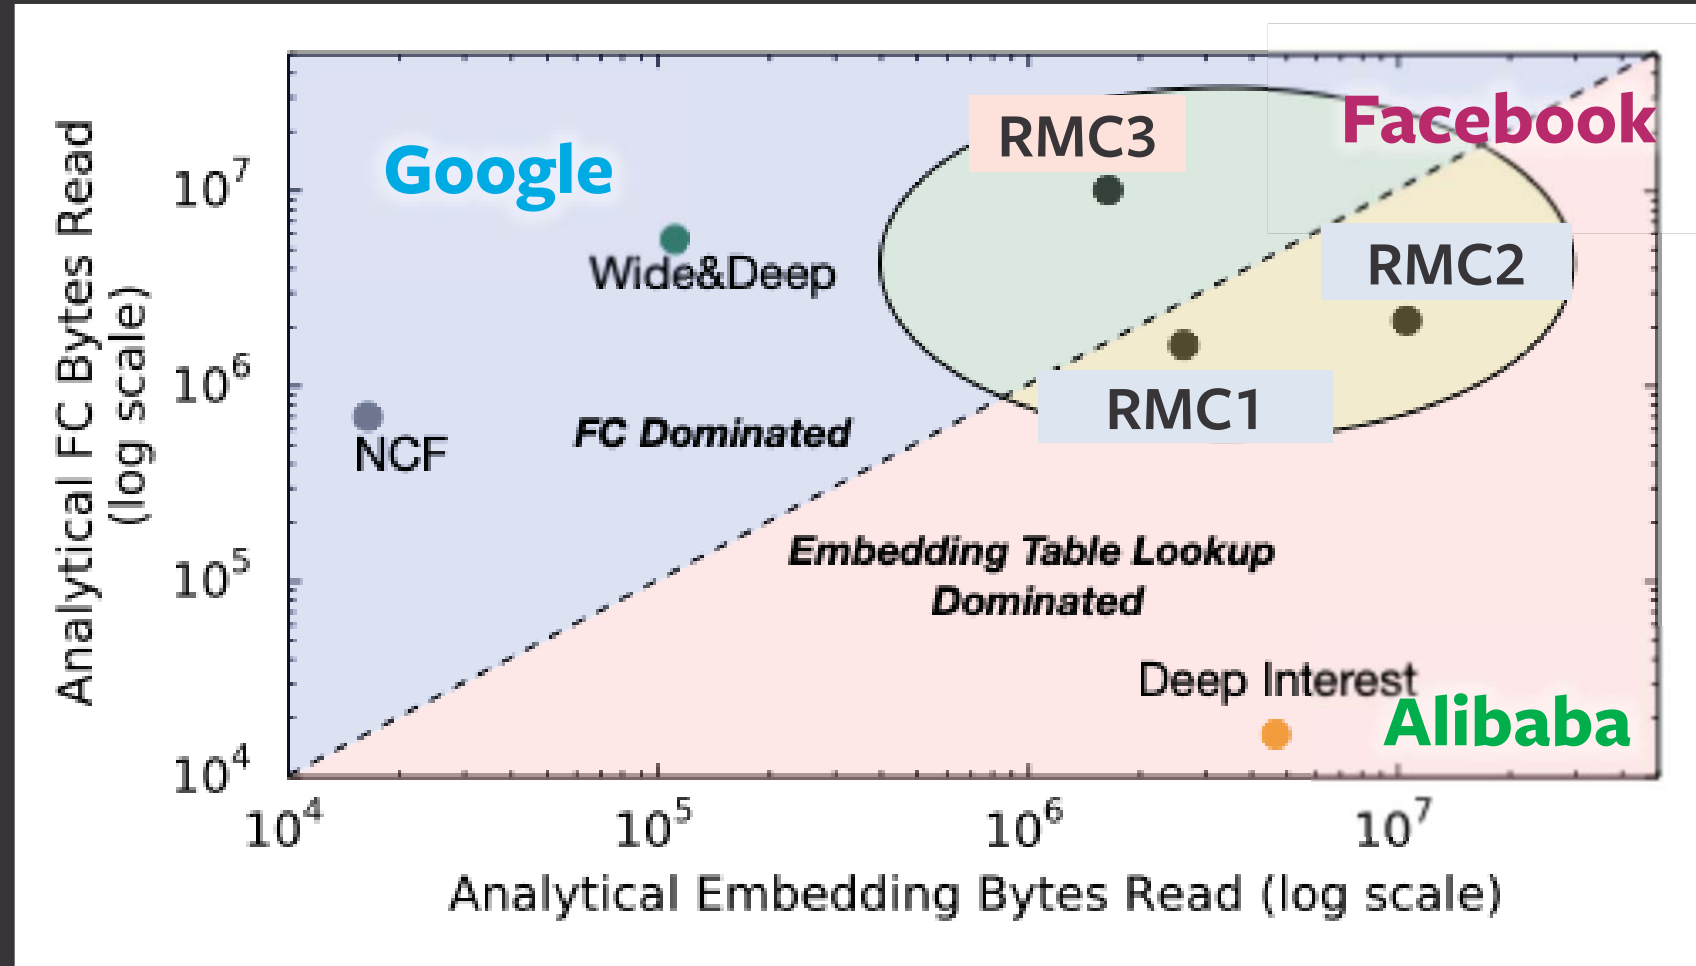 Analytical FC Bytes Read
(log scale)
10^7
10^6
10^5
10^4
Google
Facebook
RMC3
RMC2
Wide&Deep
RMC1
NCF
FC Dominated
Embedding Table Lookup
Dominated
Deep Interest
Alibaba
10^4 10^5 10^6 10^7
Analytical Embedding Bytes Read (log scale)